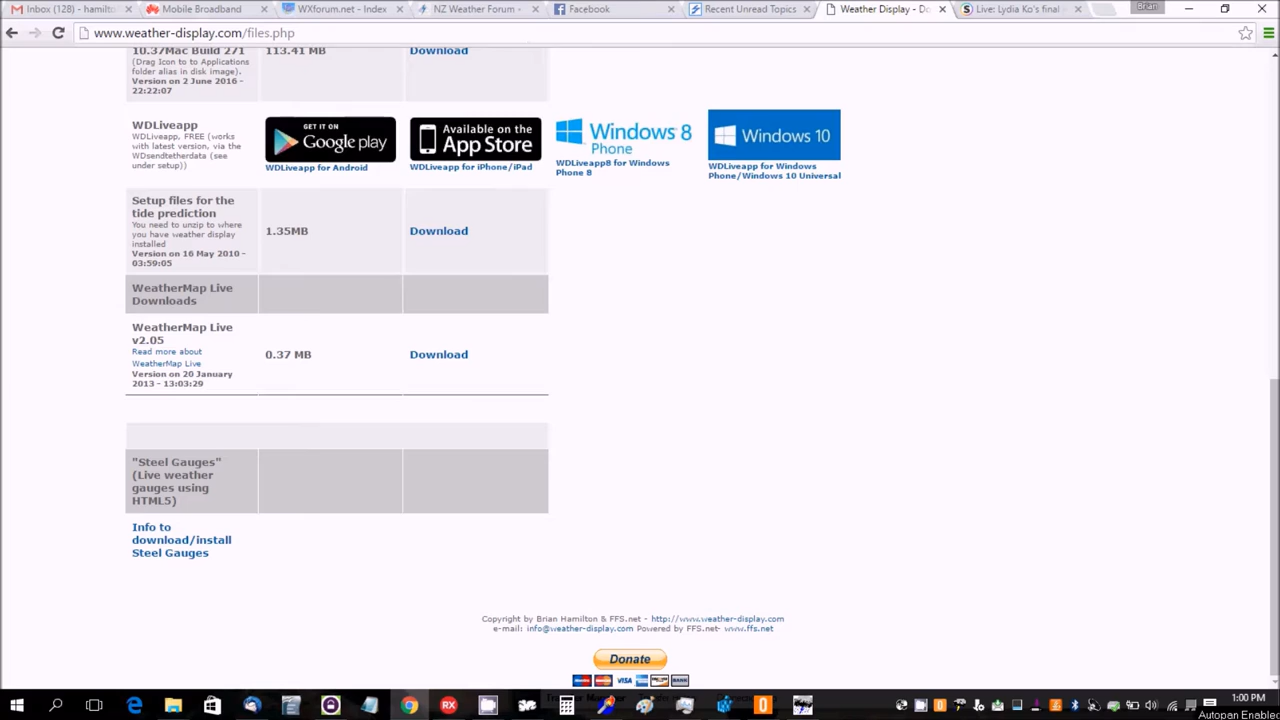 Inbox (128) - hamilto
Mobile Broadband
WXforum.net - Index
NZ Weather Forum -
Facebook
Recent Unread Topics
Weather Display - Do
Live: Lydia Ko's final
Brian
www.weather-display.com/files.php
10.37Mac Build 271
(Drag Icon to to Applications
folder alias in disk image).
Version on 2 June 2016 -
22:22:07
113.41 MB
Download
WDLiveapp
WDLiveapp, FREE (works
with latest version, via the
WDsendtetherdata (see
under setup))
GET IT ON
Google play
WDLiveapp for Android
Available on the
App Store
WDLiveapp for iPhone/iPad
Windows 8
Phone
WDLiveapp8 for Windows
Phone 8
Windows 10
WDLiveapp for Windows
Phone/Windows 10 Universal
Setup files for the
tide prediction
You need to unzip to where
you have weather display
installed
Version on 16 May 2010 -
03:59:05
1.35MB
Download
WeatherMap Live
Downloads
WeatherMap Live
v2.05
Read more about
WeatherMap Live
Version on 20 January
2013 - 13:03:29
0.37 MB
Download
"Steel Gauges"
(Live weather
gauges using
HTML5)
Info to
download/install
Steel Gauges
Copyright by Brian Hamilton & FFS.net - http://www.weather-display.com
e-mail: info@weather-display.com Powered by FFS.net- www.ffs.net
Donate
VISA
BANK
RX
1:00 PM
Autopan Enabled